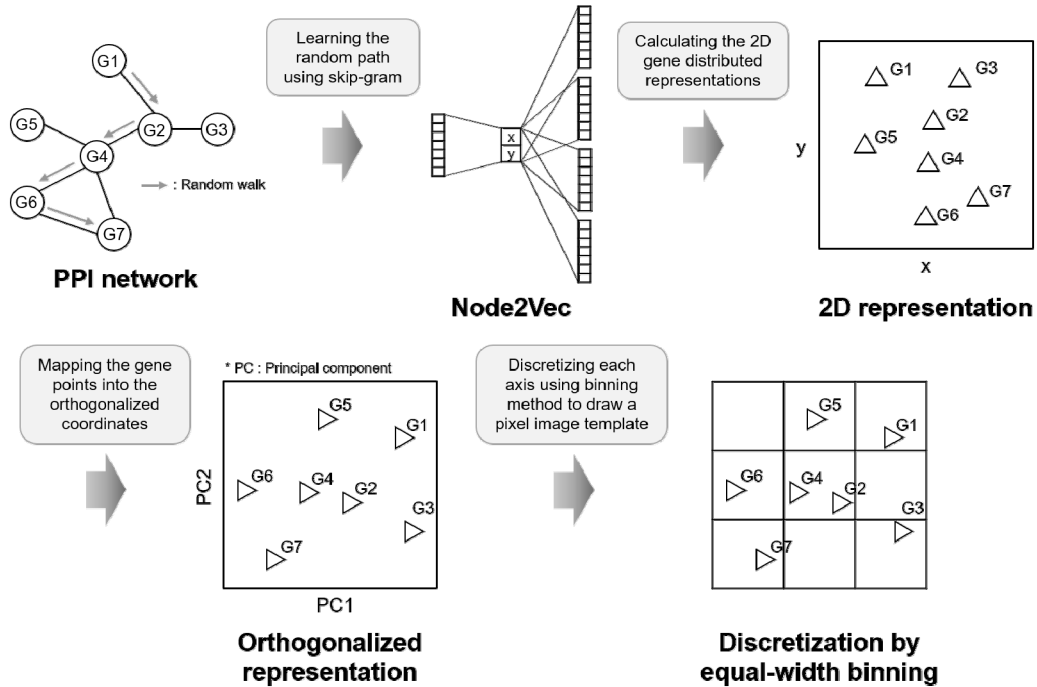 Learning the
random path
using skip-gram
Calculating the 2D
gene distributed
representations
G1
G5
G2
G3
G4
G6
G7
: Random walk
PPI network
x
y
Node2Vec
G1
G3
G2
G5
G4
G7
G6
y
x
2D representation
Mapping the gene
points into the
orthogonalized
coordinates
* PC : Principal component
G5
G1
G6
G4
G2
G3
G7
PC2
PC1
Orthogonalized
representation
Discretizing each
axis using binning
method to draw a
pixel image template
G5
G1
G6
G4
G2
G3
G7
Discretization by
equal-width binning